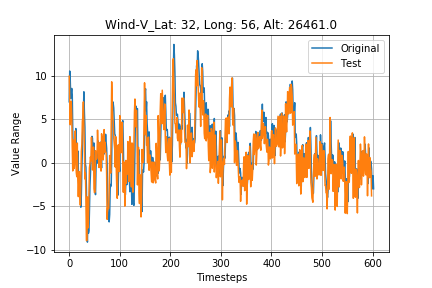 Wind-V_Lat: 32, Long: 56, Alt: 26461.0
Original
Test
Value Range
10
5
0
−5
−10
0 100 200 300 400 500 600
Timesteps